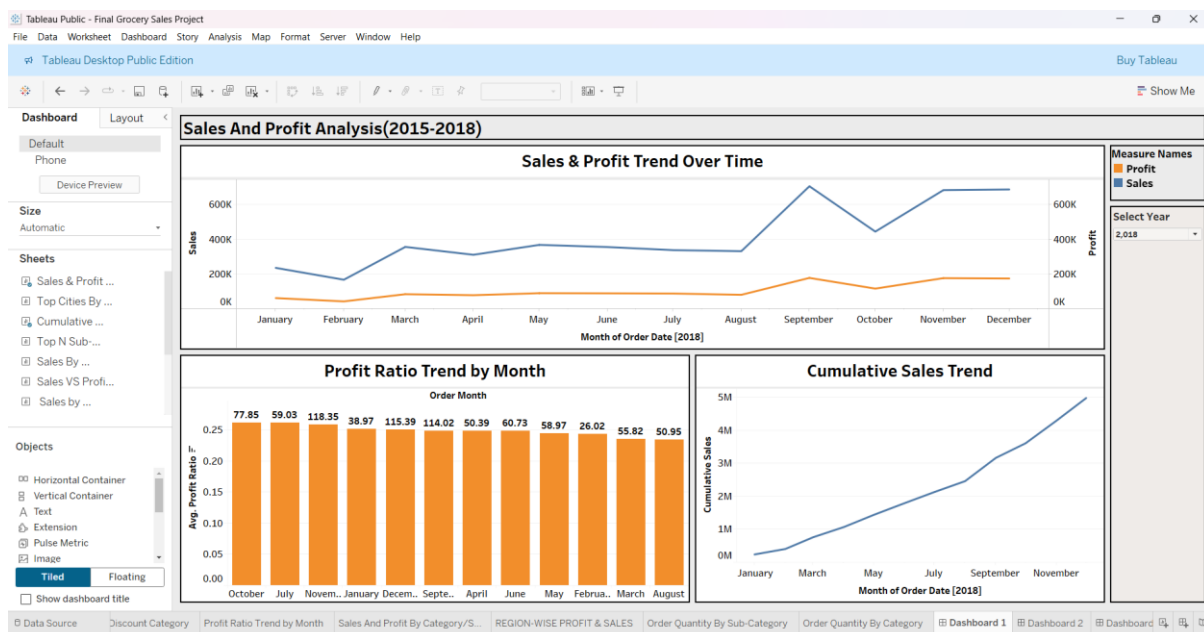 Tableau Public - Final Grocery Sales Project
File Data Worksheet Dashboard Story Analysis Map Format Server Window Help
Tableau Desktop Public Edition
Buy Tableau
Show Me
Dashboard Layout
Default
Phone
Device Preview
Size
Automatic
Sheets
Sales & Profit ...
Top Cities By ...
Cumulative ...
Top N Sub-...
Sales By ...
Sales VS Profi...
Sales by ...
Objects
Horizontal Container
Vertical Container
Text
Extension
Pulse Metric
Image
Tiled Floating
Show dashboard title
Sales And Profit Analysis(2015-2018)
Sales & Profit Trend Over Time
Sales
600K
400K
200K
0K
600K
400K
200K
0K
Profit
January February March April May June July August September October November December
Month of Order Date [2018]
Measure Names
Profit
Sales
Select Year
2,018
Profit Ratio Trend by Month
Order Month
77.85 59.03 118.35 38.97 115.39 114.02 50.39 60.73 58.97 26.02 55.82 50.95
Avg. Profit Ratio
0.25
0.20
0.15
0.10
0.05
0.00
October July Novem.. January Decem.. Septe.. April June May Februa.. March August
Cumulative Sales Trend
Cumulative Sales
5M
4M
3M
2M
1M
0M
January March May July September November
Month of Order Date [2018]
Data Source Discount Category Profit Ratio Trend by Month Sales And Profit By Category/S... REGION-WISE PROFIT & SALES Order Quantity By Sub-Category Order Quantity By Category Dashboard 1 Dashboard 2 Dashboard